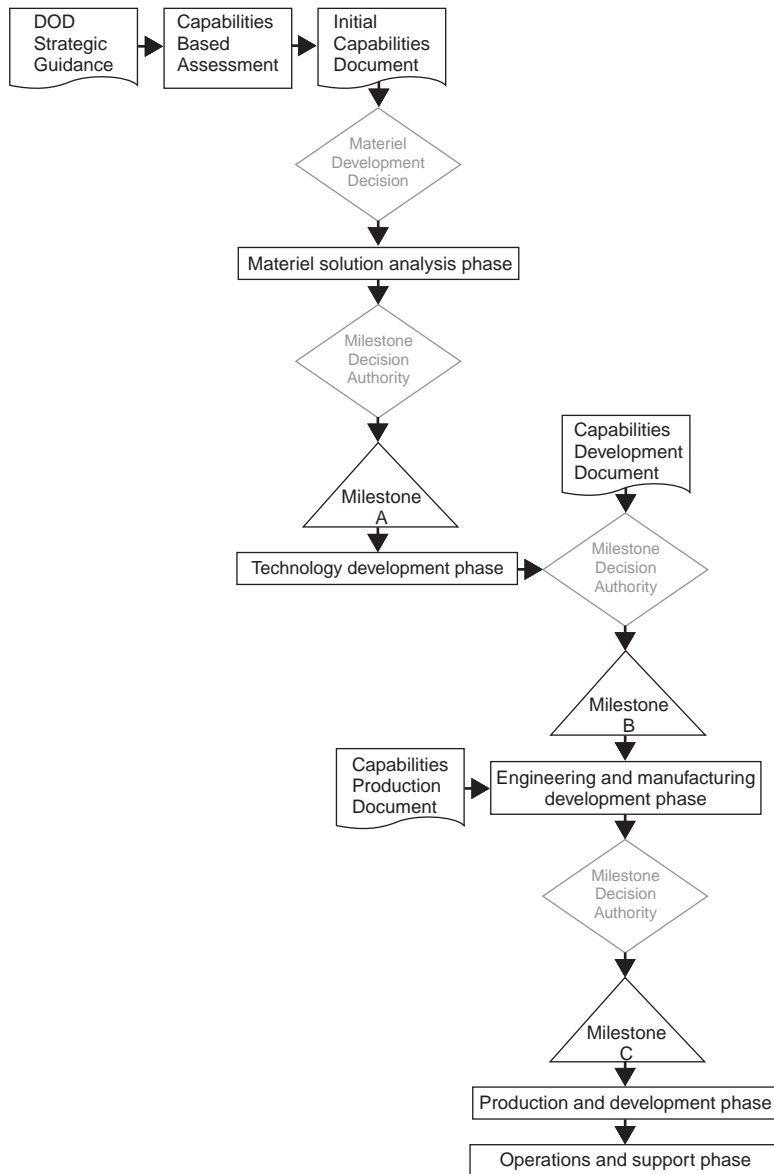 DOD
Strategic
Guidance
Capabilities
Based
Assessment
Initial
Capabilities
Document
Materiel
Development
Decision
Materiel solution analysis phase
Milestone
Decision
Authority
Milestone
A
Technology development phase
Capabilities
Development
Document
Milestone
Decision
Authority
Milestone
B
Capabilities
Production
Document
Engineering and manufacturing
development phase
Milestone
Decision
Authority
Milestone
C
Production and development phase
Operations and support phase